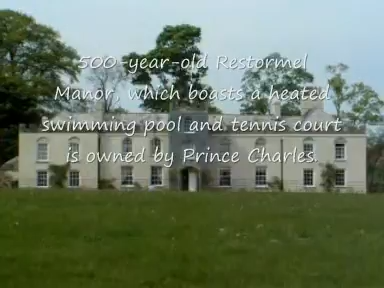 500-year-old Restormel
Manor, which boasts a heated
swimming pool and tennis court
is owned by Prince Charles.